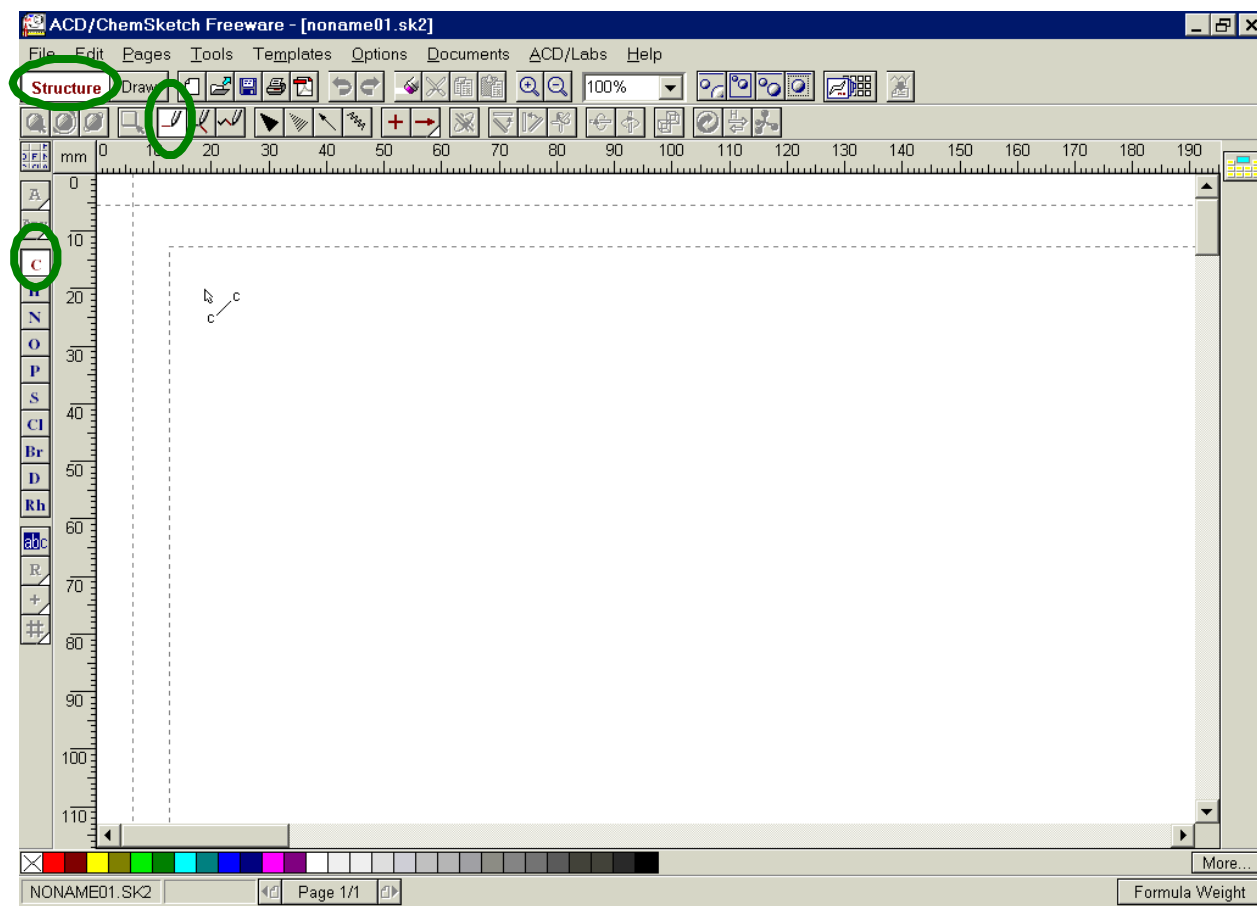 ACD/ChemSketch Freeware - [noname01.sk2]
File Edit Pages Tools Templates Options Documents ACD/Labs Help
Structure Draw 100%
mm 0 10 20 30 40 50 60 70 80 90 100 110 120 130 140 150 160 170 180 190
A 0
10
C
H 20
N
O 30
P
S 40
Cl
Br 50
D
Rh 60
abc
R 70
+
80
90
100
110
C
C
More...
NONAME01.SK2 Page 1/1 Formula Weight